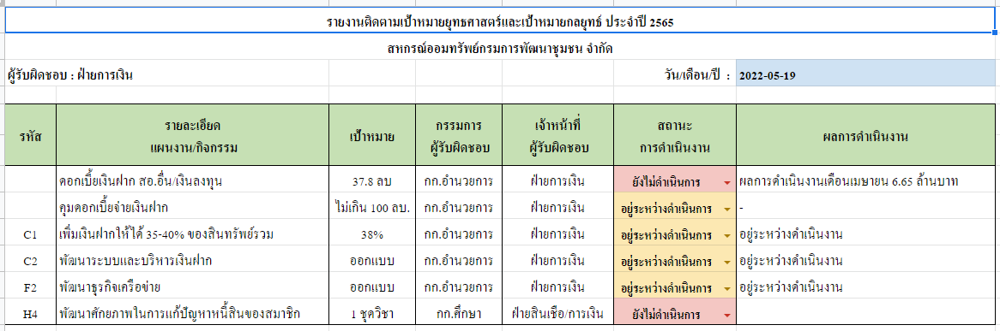 รายงานติดตามเป้าหมายยุทธศาสตร์และเป้าหมายกลยุทธ์ ประจำปี 2565
สหกรณ์ออมทรัพย์กรมการพัฒนาชุมชน จำกัด
ผู้รับผิดชอบ : ฝ่ายการเงิน วัน/เดือน/ปี : 2022-05-19
รหัส รายละเอียด แผนงาน/กิจกรรม เป้าหมาย กรรมการ ผู้รับผิดชอบ เจ้าหน้าที่ ผู้รับผิดชอบ สถานะ การดำเนินงาน ผลการดำเนินงาน
ดอกเบี้ยเงินฝาก สอ.อื่น/เงินลงทุน 37.8 ลบ กก.อำนวยการ ฝ่ายการเงิน ยังไม่ดำเนินการ ผลการดำเนินงานเดือนเมษายน 6.65 ล้านบาท
คุมดอกเบี้ยจ่ายเงินฝาก ไม่เกิน 100 ลบ. กก.อำนวยการ ฝ่ายการเงิน อยู่ระหว่างดำเนินการ -
C1 เพิ่มเงินฝากให้ได้ 35-40% ของสินทรัพย์รวม 38% กก.อำนวยการ ฝ่ายการเงิน อยู่ระหว่างดำเนินการ อยู่ระหว่างดำเนินงาน
C2 พัฒนาระบบและบริหารเงินฝาก ออกแบบ กก.อำนวยการ ฝ่ายการเงิน อยู่ระหว่างดำเนินการ อยู่ระหว่างดำเนินงาน
F2 พัฒนาธุรกิจเครือข่าย ออกแบบ กก.อำนวยการ ฝ่ายการเงิน อยู่ระหว่างดำเนินการ อยู่ระหว่างดำเนินงาน
H4 พัฒนาศักยภาพในการแก้ปัญหาหนี้สินของสมาชิก 1 ชุดวิชา กก.ศึกษา ฝ่ายสินเชื่อ/การเงิน ยังไม่ดำเนินการ